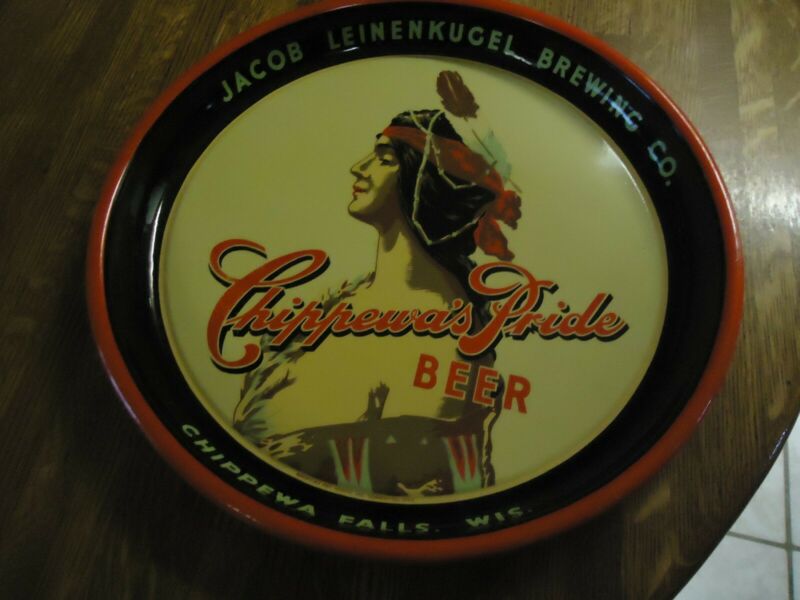 JACOB LEINENKUGEL BREWING CO.
Chippewa's Pride
BEER
CHIPPEWA FALLS, WIS.